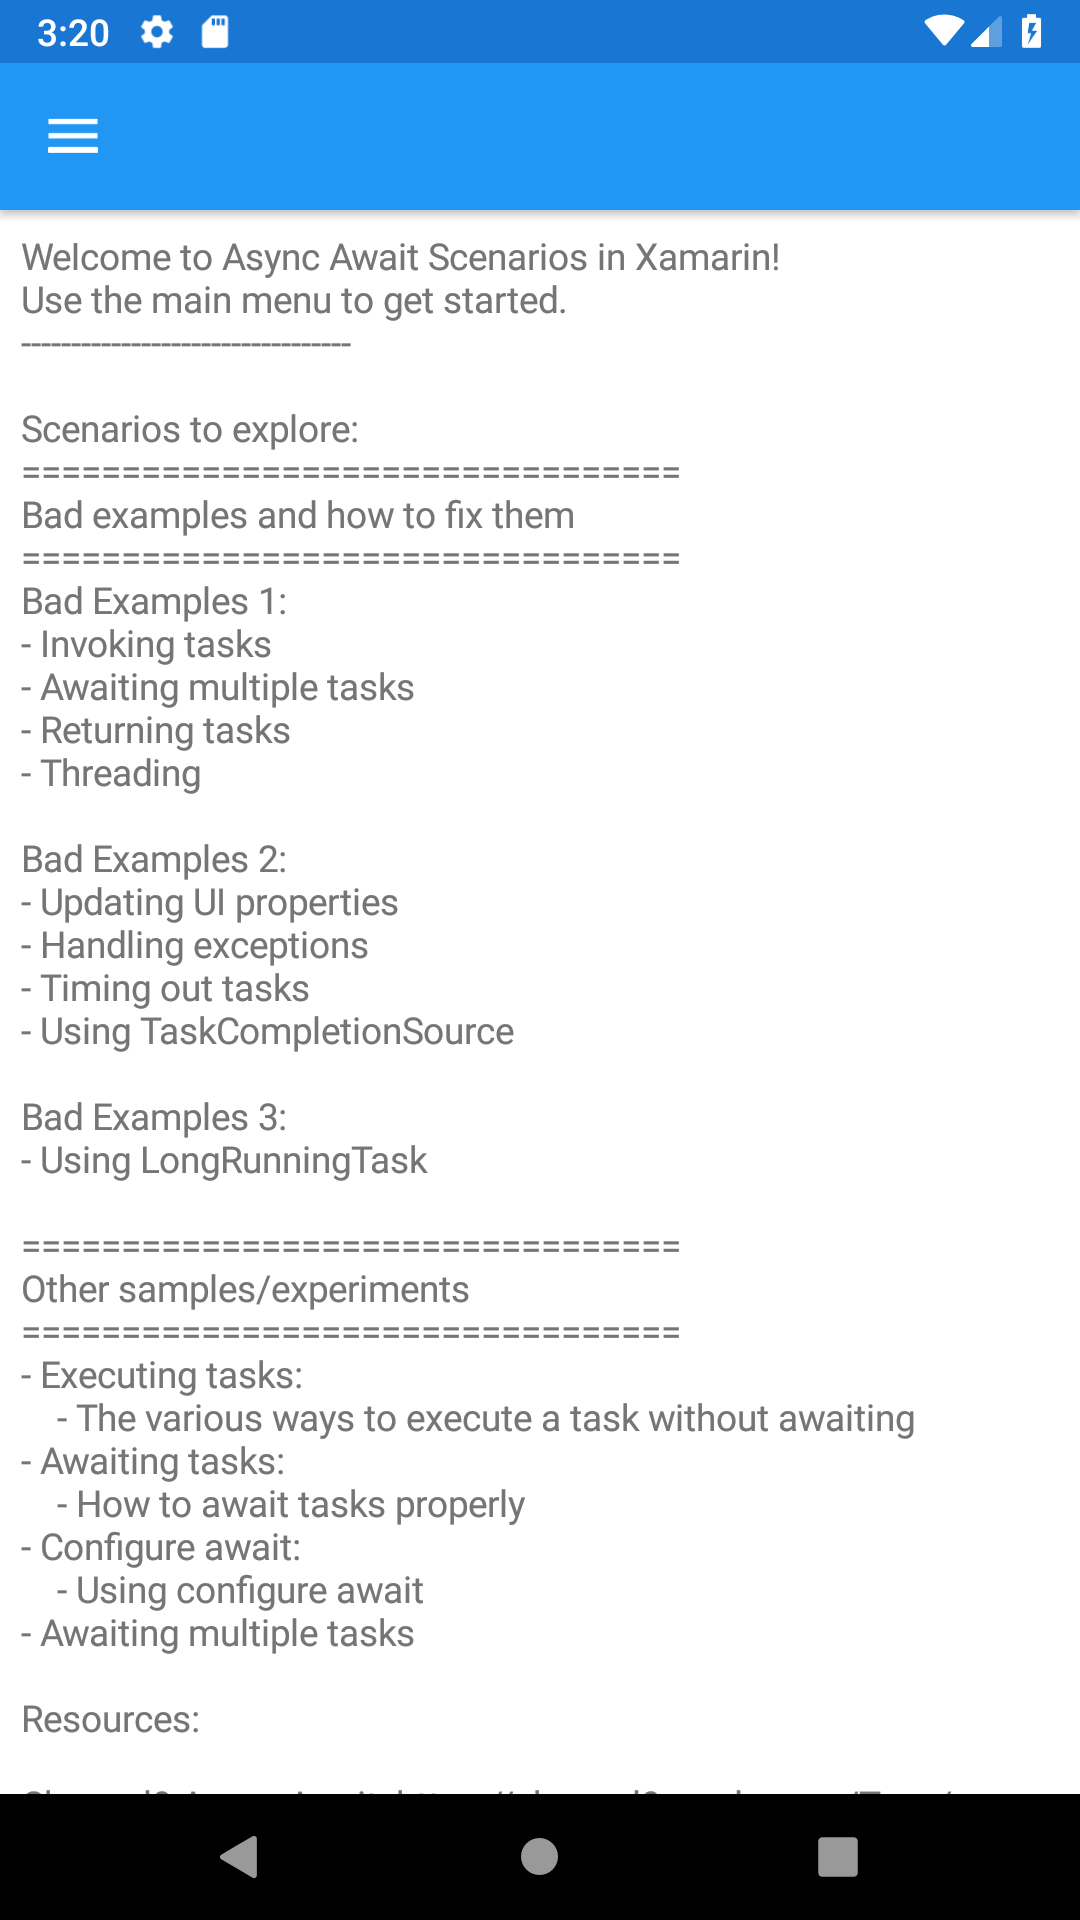 3:20
Welcome to Async Await Scenarios in Xamarin!
Use the main menu to get started.
---------------------------------
Scenarios to explore:
=================================
Bad examples and how to fix them
=================================
Bad Examples 1:
- Invoking tasks
- Awaiting multiple tasks
- Returning tasks
- Threading
Bad Examples 2:
- Updating UI properties
- Handling exceptions
- Timing out tasks
- Using TaskCompletionSource
Bad Examples 3:
- Using LongRunningTask
=================================
Other samples/experiments
=================================
- Executing tasks:
- The various ways to execute a task without awaiting
- Awaiting tasks:
- How to await tasks properly
- Configure await:
- Using configure await
- Awaiting multiple tasks
Resources: